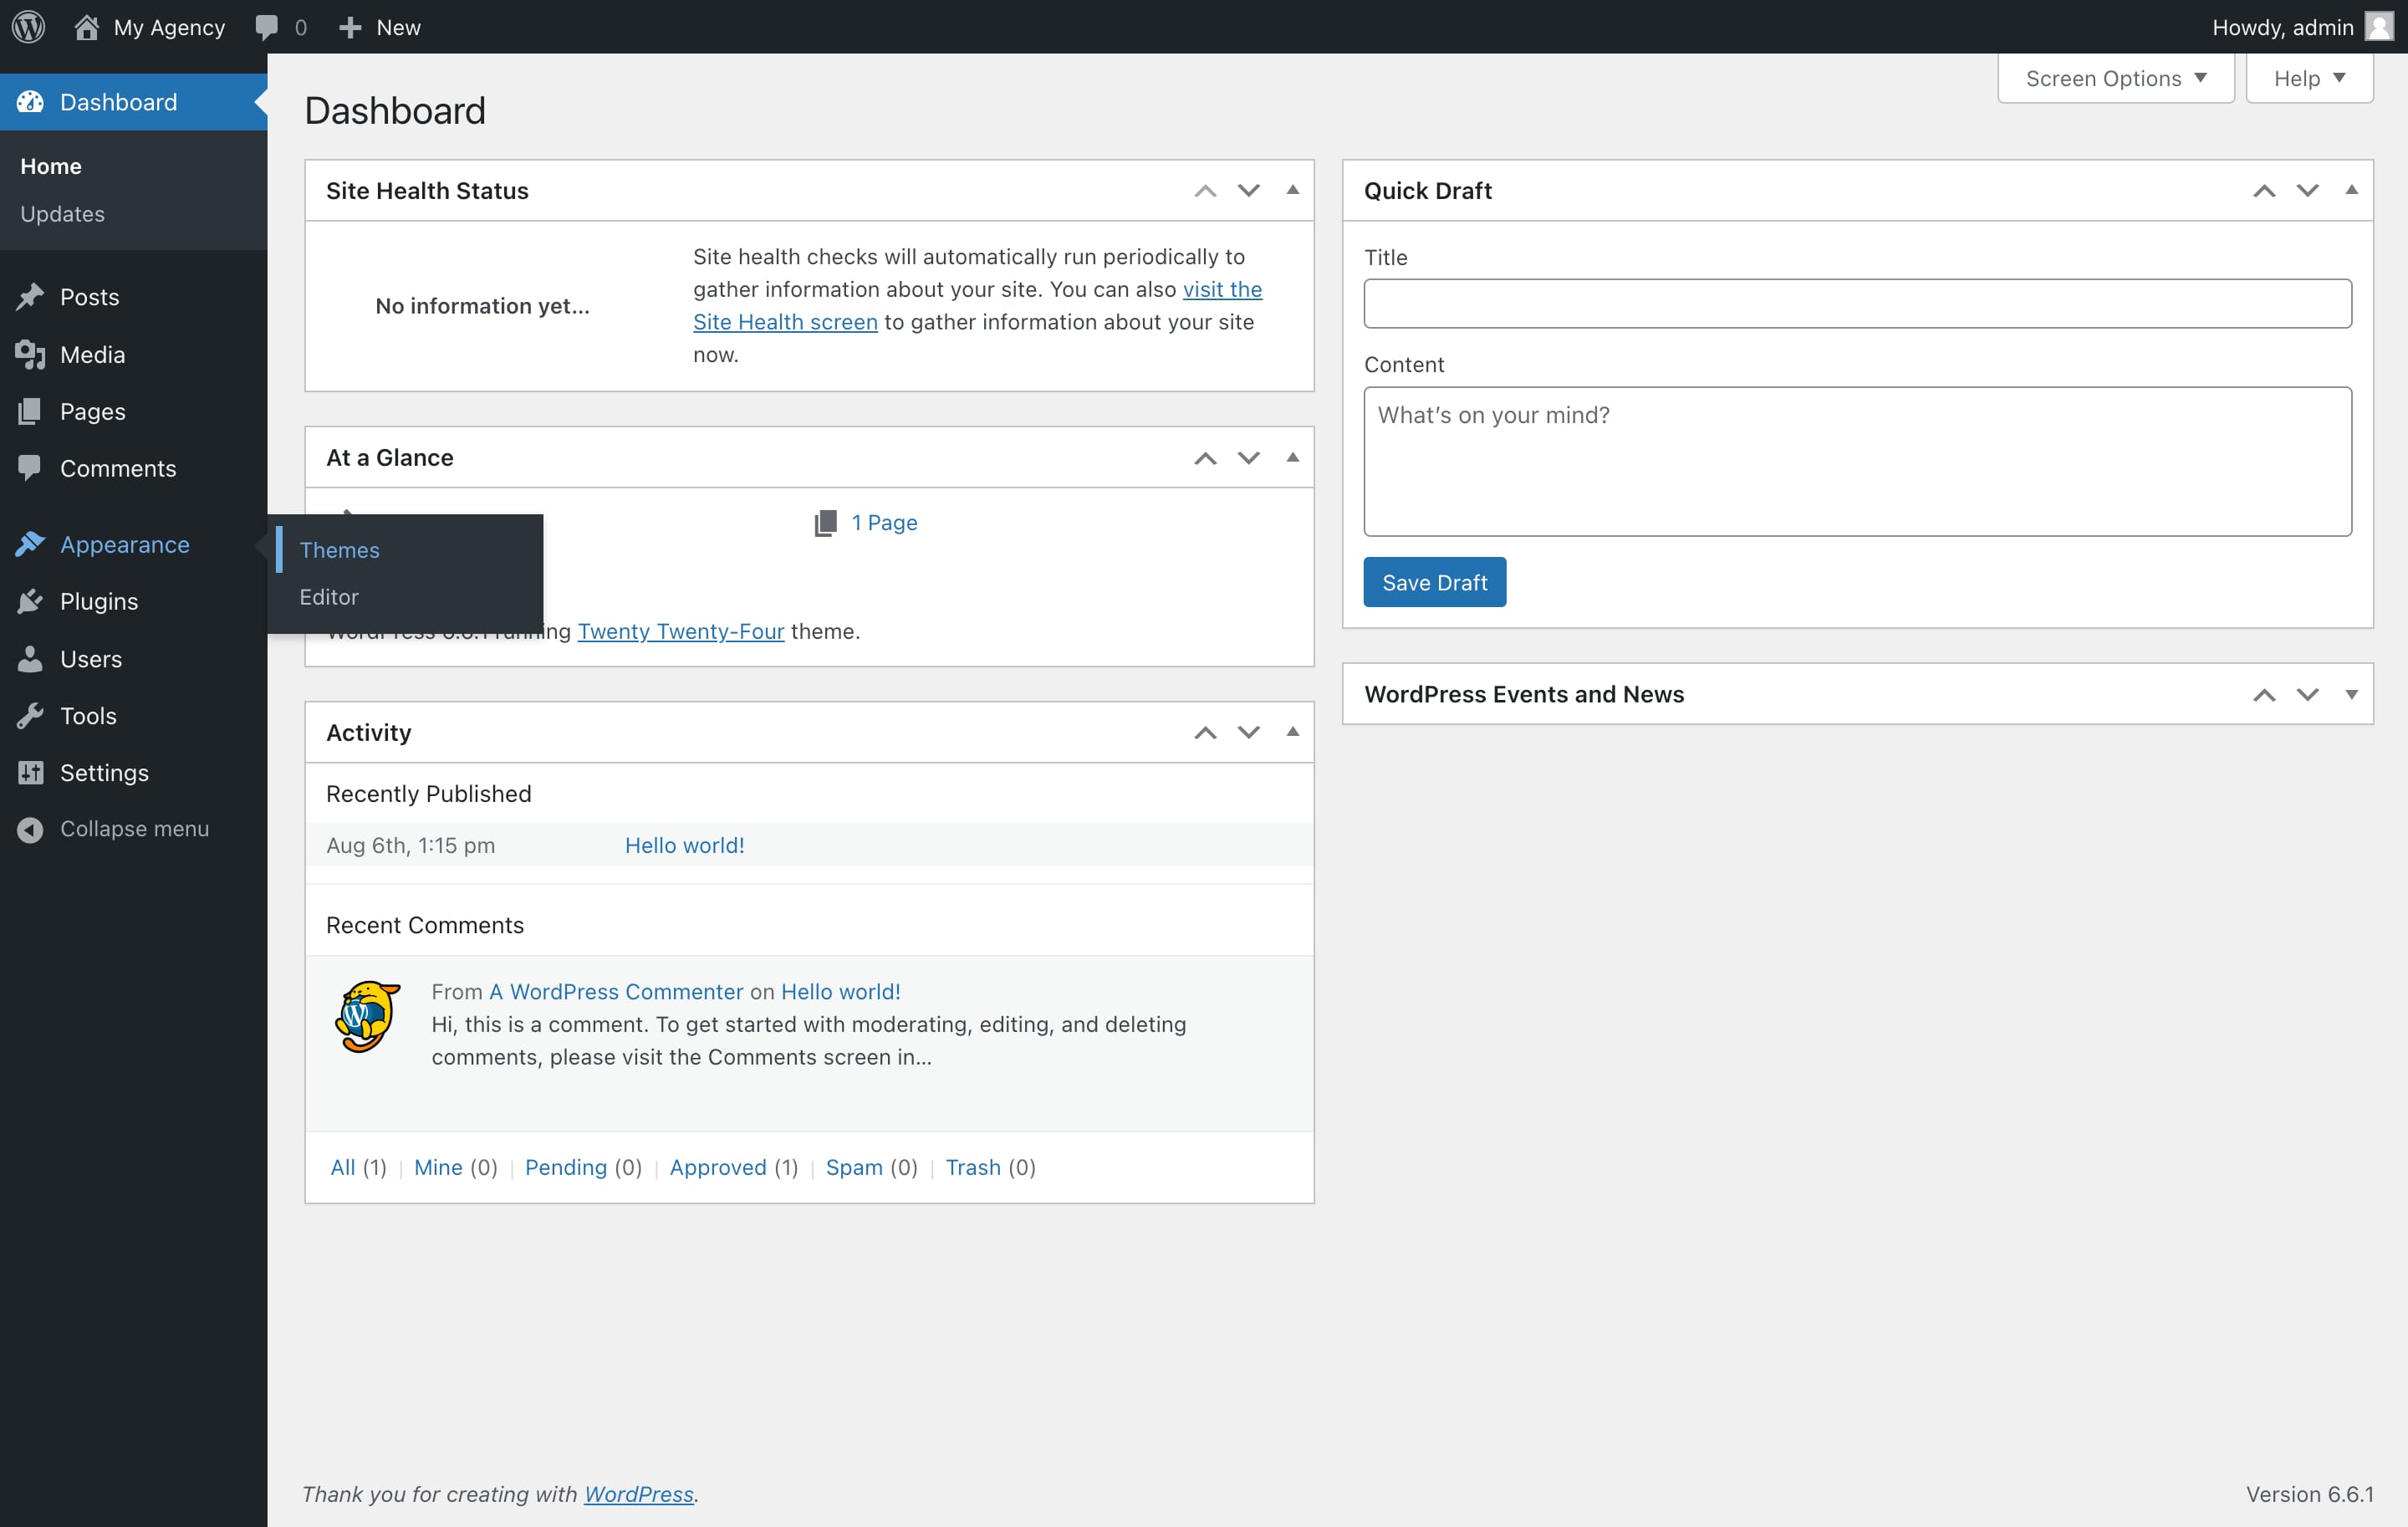 My Agency
0
New
Howdy, admin
Dashboard
Home
Updates
Posts
Media
Pages
Comments
Appearance
Plugins
Users
Tools
Settings
Collapse menu
Themes
Editor
Screen Options
Help
Dashboard
Site Health Status
No information yet…
Site health checks will automatically run periodically to
gather information about your site. You can also visit the
Site Health screen to gather information about your site
now.
At a Glance
1 Page
WordPress 6.6.1 running Twenty Twenty-Four theme.
Activity
Recently Published
Aug 6th, 1:15 pm Hello world!
Recent Comments
From A WordPress Commenter on Hello world!
Hi, this is a comment. To get started with moderating, editing, and deleting
comments, please visit the Comments screen in…
All (1) | Mine (0) | Pending (0) | Approved (1) | Spam (0) | Trash (0)
Quick Draft
Title
Content
What’s on your mind?
Save Draft
WordPress Events and News
Thank you for creating with WordPress.
Version 6.6.1